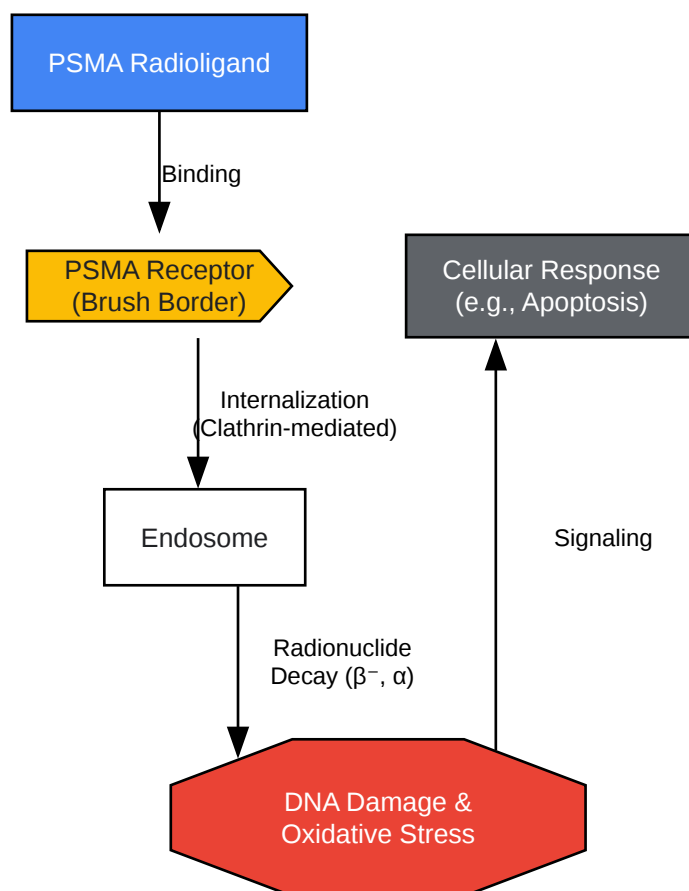 PSMA Radioligand
Binding
PSMA Receptor
(Brush Border)
Cellular Response
(e.g., Apoptosis)
Internalization
(Clathrin-mediated)
Endosome
Signaling
Radionuclide
Decay (β⁻, α)
DNA Damage &
Oxidative Stress